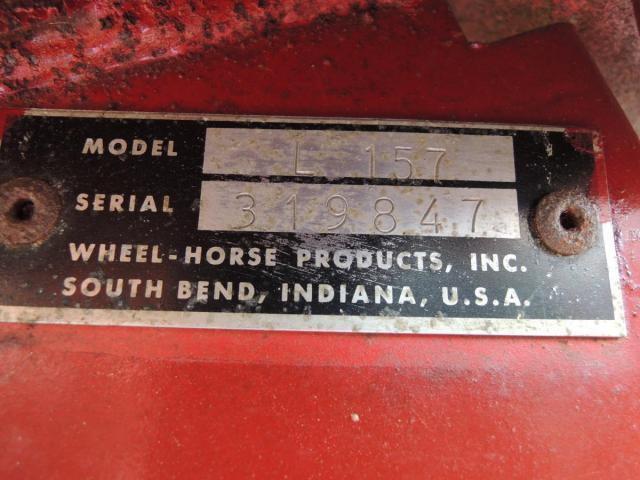 MODEL L 157
SERIAL 319847
WHEEL-HORSE PRODUCTS, INC.
SOUTH BEND, INDIANA, U.S.A.